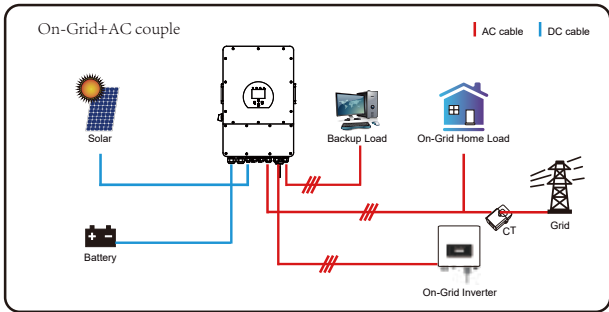 On-Grid+AC couple
AC cable
DC cable
Solar
Backup Load
On-Grid Home Load
CT
Grid
Battery
On-Grid Inverter